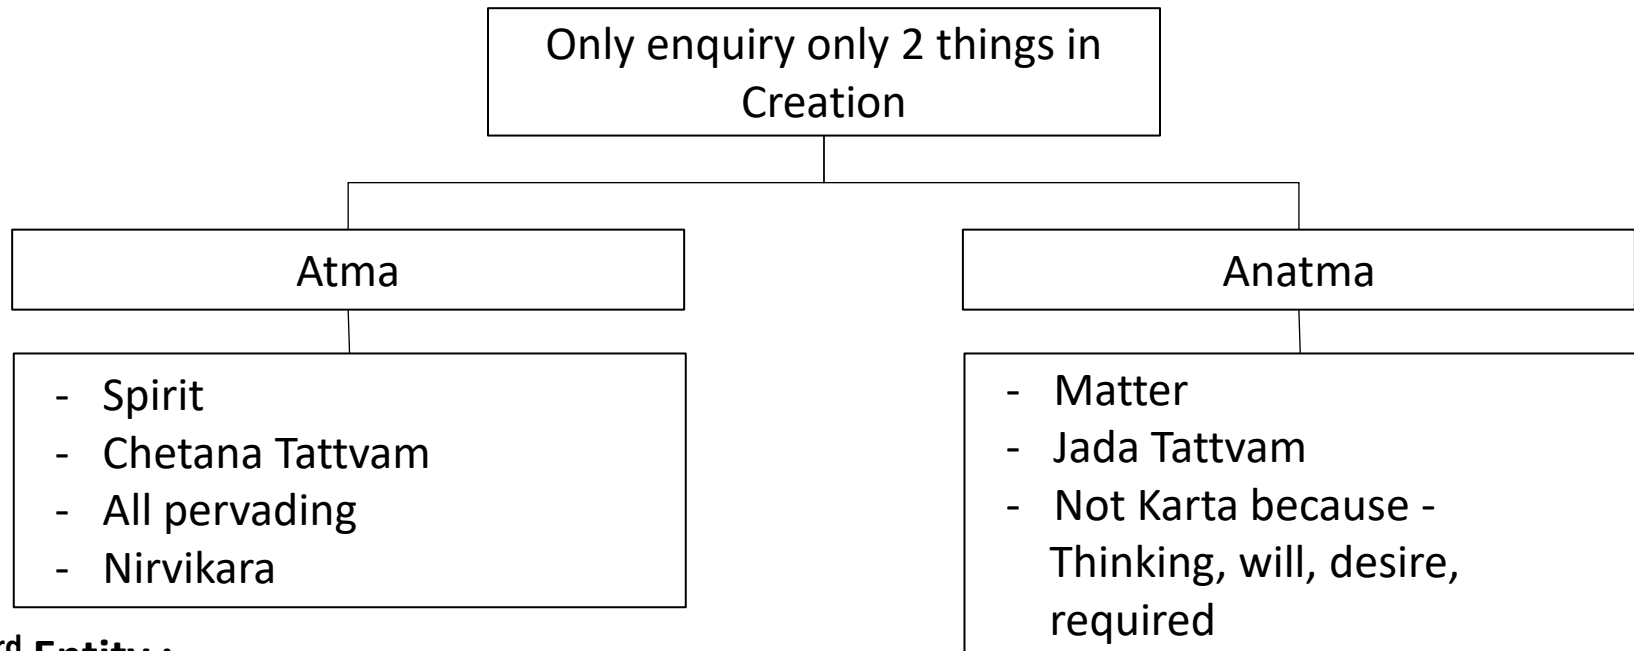 Only enquiry only 2 things in
Creation
Atma
Anatma
- Spirit
- Chetana Tattvam
- All pervading
- Nirvikara
- Matter
- Jada Tattvam
- Not Karta because -
Thinking, will, desire,
required
rd Entity :